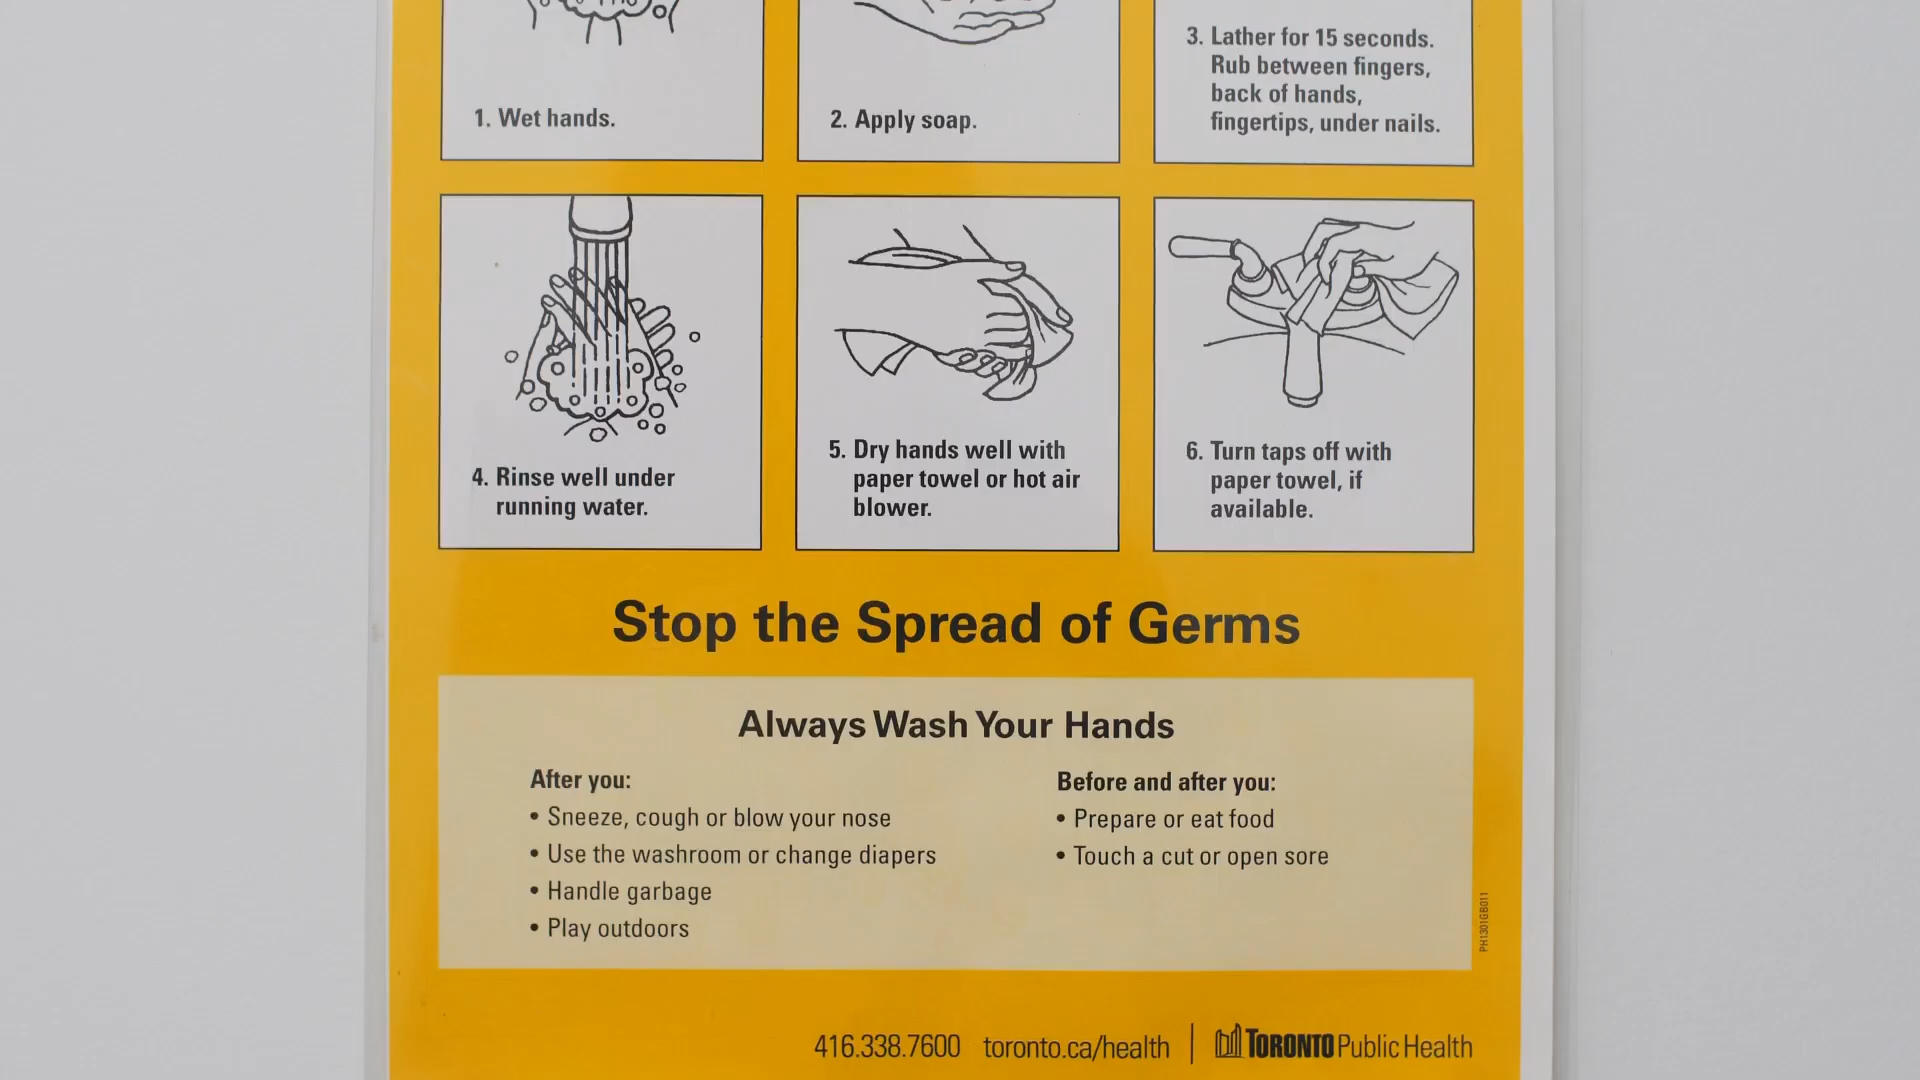 1. Wet hands.
2. Apply soap.
3. Lather for 15 seconds.
Rub between fingers,
back of hands,
fingertips, under nails.
4. Rinse well under
running water.
5. Dry hands well with
paper towel or hot air
blower.
6. Turn taps off with
paper towel, if
available.
Stop the Spread of Germs
Always Wash Your Hands
After you:
• Sneeze, cough or blow your nose
• Use the washroom or change diapers
• Handle garbage
• Play outdoors
Before and after you:
• Prepare or eat food
• Touch a cut or open sore
PH1301GB011
416.338.7600 toronto.ca/health | TORONTO Public Health